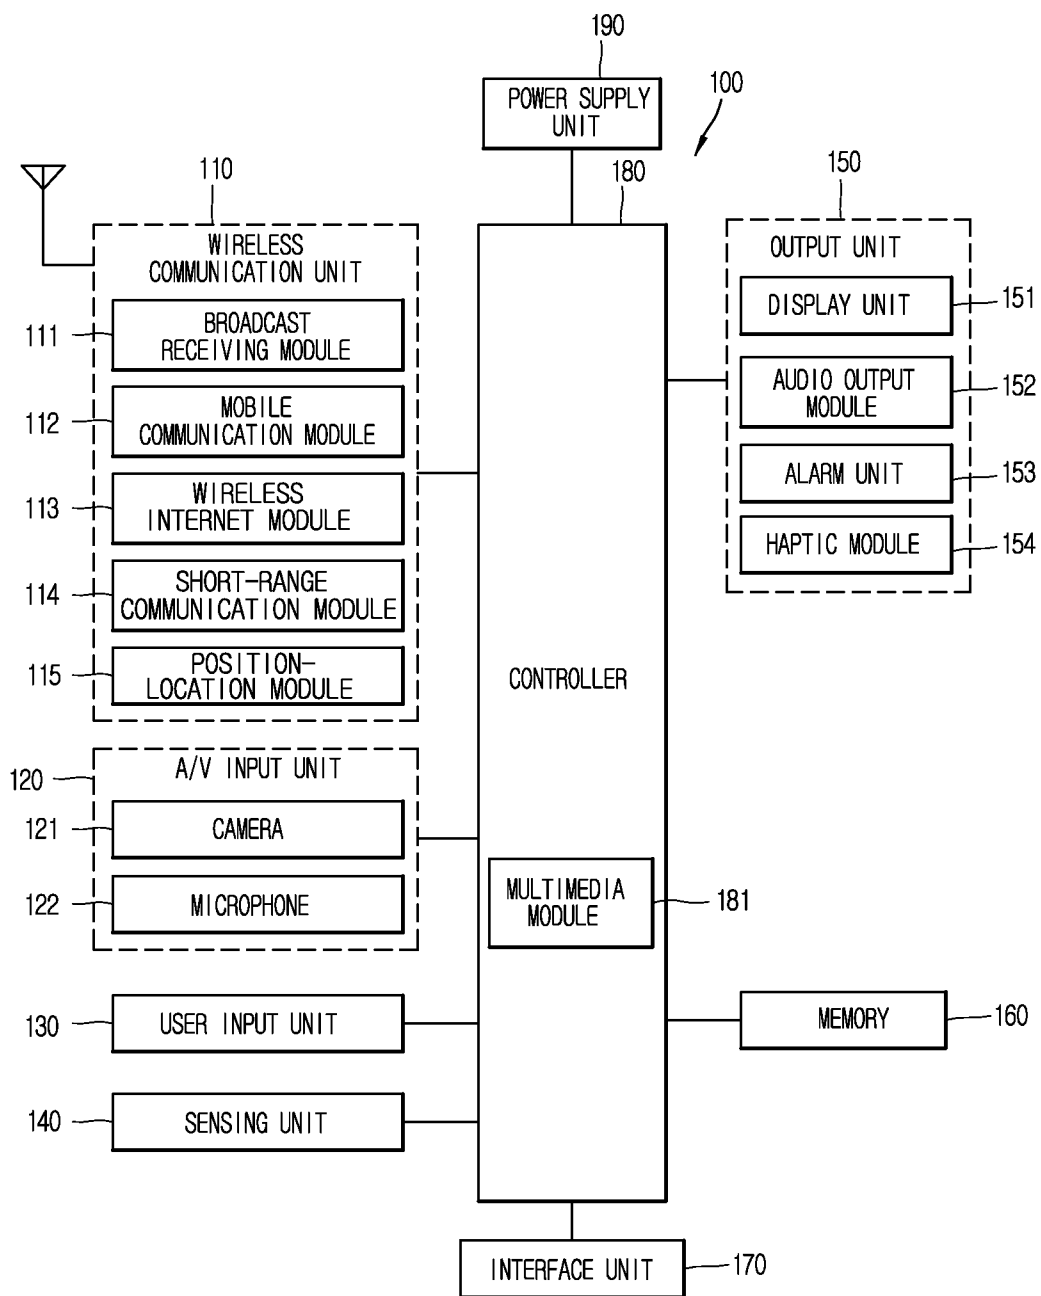 190
POWER SUPPLY
UNIT
100
110
180
150
WIRELESS
COMMUNICATION UNIT
111
BROADCAST
RECEIVING MODULE
112
MOBILE
COMMUNICATION MODULE
113
WIRELESS
INTERNET MODULE
114
SHORT-RANGE
COMMUNICATION MODULE
115
POSITION-
LOCATION MODULE
120
A/V INPUT UNIT
121
CAMERA
122
MICROPHONE
130
USER INPUT UNIT
140
SENSING UNIT
CONTROLLER
MULTIMEDIA
MODULE
181
OUTPUT UNIT
DISPLAY UNIT
151
AUDIO OUTPUT
MODULE
152
ALARM UNIT
153
HAPTIC MODULE
154
MEMORY
160
INTERFACE UNIT
170